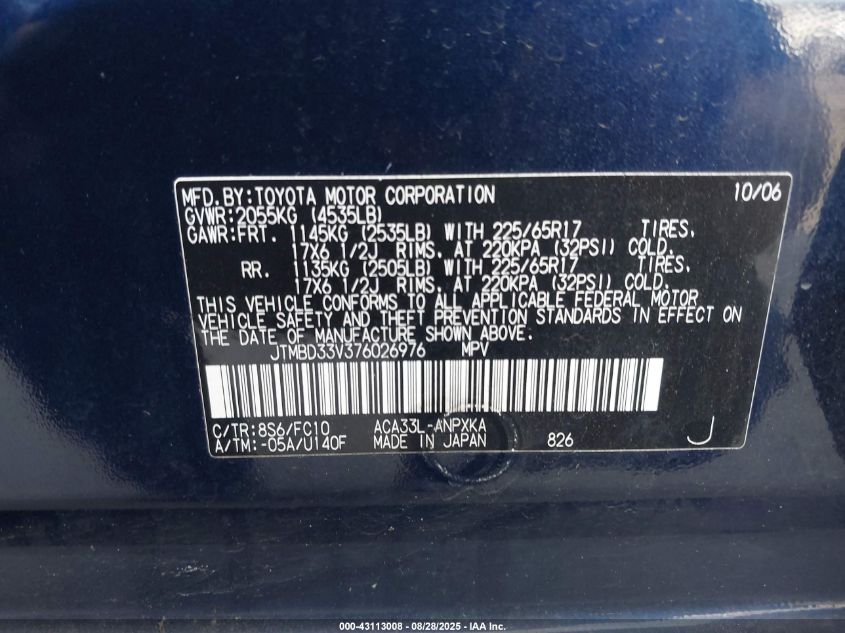 MFD.BY:TOYOTA MOTOR CORPORATION 10/06
GVWR:2055KG (4535LB)
GAWR:FRT. 1145KG (2535LB) WITH 225/65R17 TIRES.
17X6 1/2J RIMS. AT 220KPA (32PSI) COLD.
RR. 1135KG (2505LB) WITH 225/65R17 TIRES.
17X6 1/2J RIMS. AT 220KPA (32PSI) COLD.
THIS VEHICLE CONFORMS TO ALL APPLICABLE FEDERAL MOTOR
VEHICLE SAFETY AND THEFT PREVENTION STANDARDS IN EFFECT ON
THE DATE OF MANUFACTURE SHOWN ABOVE.
JTMBD33V376026976 MPV
C/TR:8S6/FC10 ACA33L-ANPXKA
A/TM:-05A/U140F MADE IN JAPAN 826 J
000-43113008 - 08/28/2025 - IAA Inc.